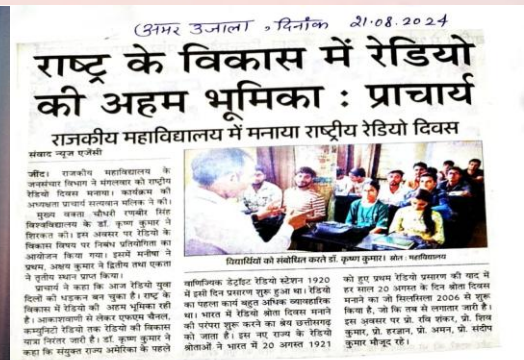 (अमर उजाला, दिनांक 21.08.2024
राष्ट्र के विकास में रेडियो
की अहम भूमिका : प्राचार्य
राजकीय महाविद्यालय में मनाया राष्ट्रीय रेडियो दिवस
संवाद न्यूज एजेंसी
जींद। राजकीय महाविद्यालय के
जनसंचार विभाग ने मंगलवार को राष्ट्रीय
रेडियो दिवस मनाया। कार्यक्रम की
अध्यक्षता प्राचार्य सत्यवान मलिक ने की।
मुख्य वक्ता चौधरी रणबीर सिंह
विश्वविद्यालय के डॉ. कृष्ण कुमार ने
शिरकत की। इस अवसर पर रेडियो के
विकास विषय पर निबंध प्रतियोगिता का
आयोजन किया गया। इसमें मनीषा ने
प्रथम, अक्षय कुमार ने द्वितीय तथा एकता
ने तृतीय स्थान प्राप्त किया।
प्राचार्य ने कहा कि आज रेडियो युवा
दिलों की धड़कन बन चुका है। राष्ट्र के
विकास में रेडियो की अहम भूमिका रही
है। आकाशवाणी से लेकर एफएम चैनल,
कम्युनिटी रेडियो तक रेडियो की विकास
यात्रा निरंतर जारी है। डॉ. कृष्ण कुमार ने
कहा कि संयुक्त राज्य अमेरिका के पहले
विद्यार्थियों को संबोधित करते डॉ. कृष्ण कुमार। स्रोत : महाविद्यालय
वाणिज्यिक डेट्रॉइट रेडियो स्टेशन 1920
में इसी दिन प्रसारण शुरू हुआ था। रेडियो
का पहला कार्य बहुत अधिक व्यावहारिक
था। भारत में रेडियो श्रोता दिवस मनाने
की परंपरा शुरू करने का श्रेय छत्तीसगढ़
को जाता है। इस नए राज्य के रेडियो
श्रोताओं ने भारत में 20 अगस्त 1921
को हुए प्रथम रेडियो प्रसारण की याद में
हर साल 20 अगस्त के दिन श्रोता दिवस
मनाने का जो सिलसिला 2006 से शुरू
किया है, जो कि तब से लगातार जारी है।
इस अवसर पर प्रो. रवि शंकर, प्रो. शिव
कुमार, प्रो. हरज्ञान, प्रो. अमन, प्रो. संदीप
कुमार मौजूद रहे।